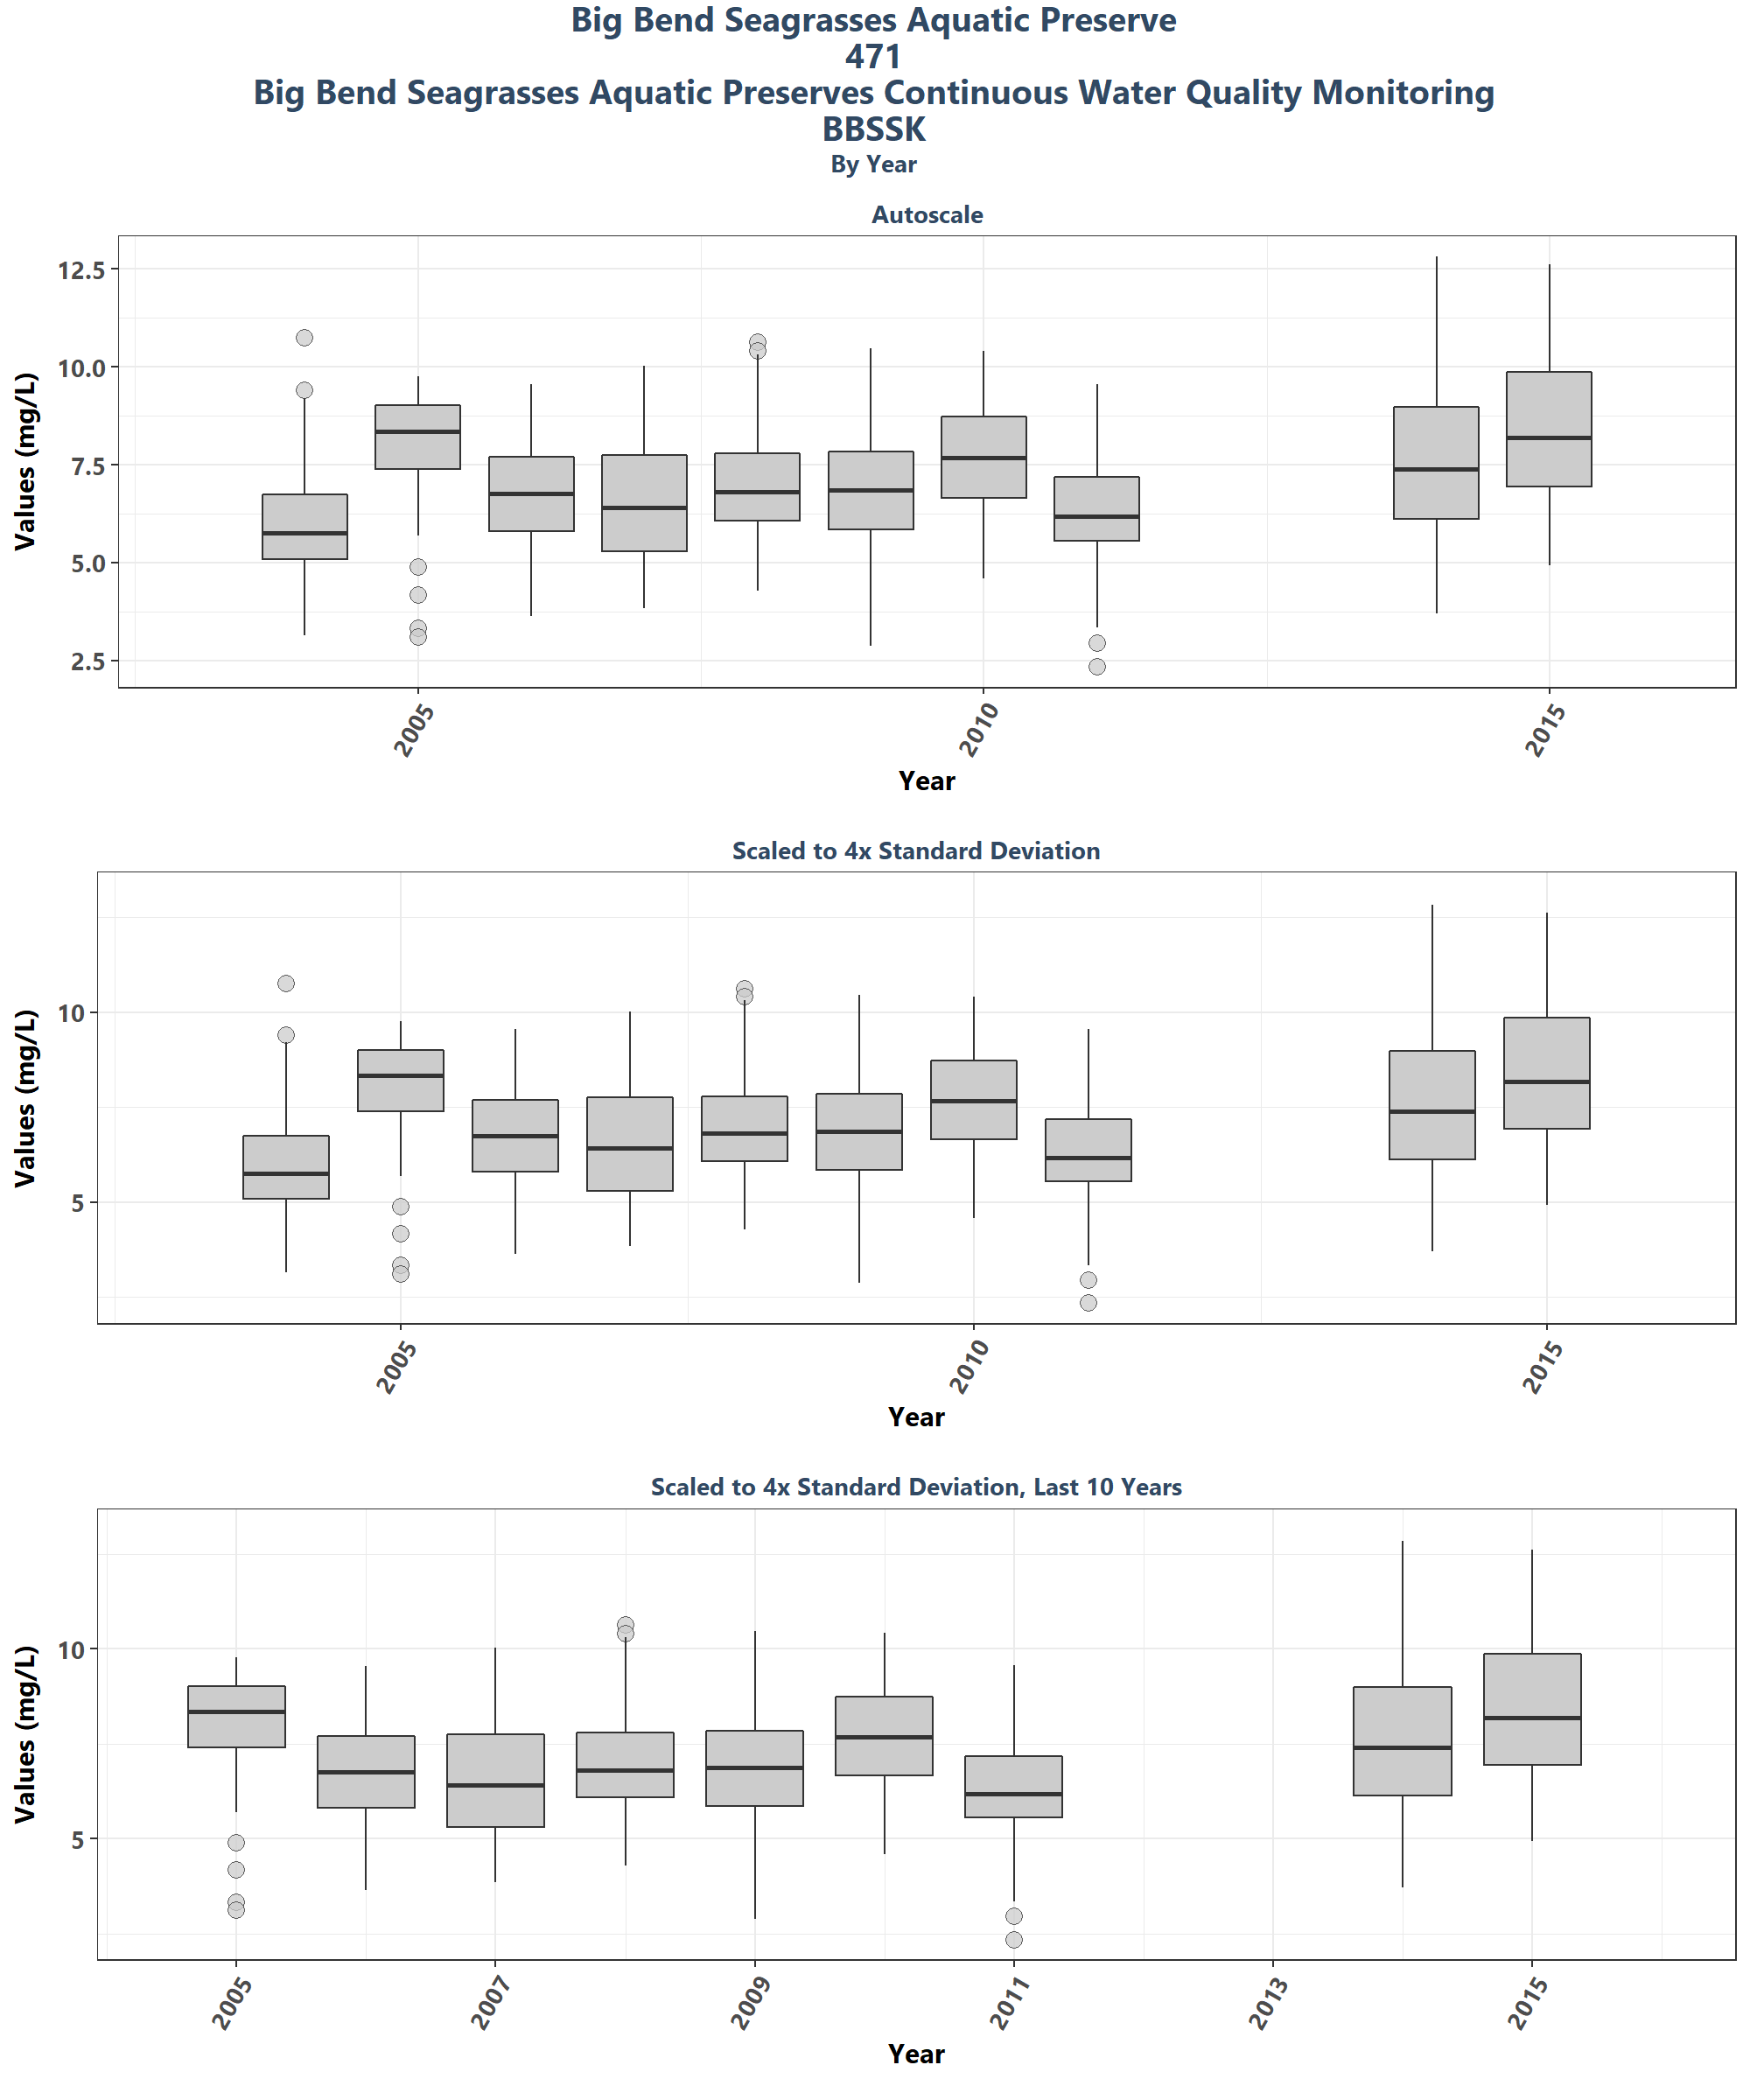 Big Bend Seagrasses Aquatic Preserve
471
Big Bend Seagrasses Aquatic Preserves Continuous Water Quality Monitoring
BBSSK
By Year
Autoscale
Values (mg/L)
12.5
10.0
7.5
5.0
2.5
2005
2010
2015
Year
Scaled to 4x Standard Deviation
Values (mg/L)
10
5
2005
2010
2015
Year
Scaled to 4x Standard Deviation, Last 10 Years
Values (mg/L)
10
5
2005
2007
2009
2011
2013
2015
Year